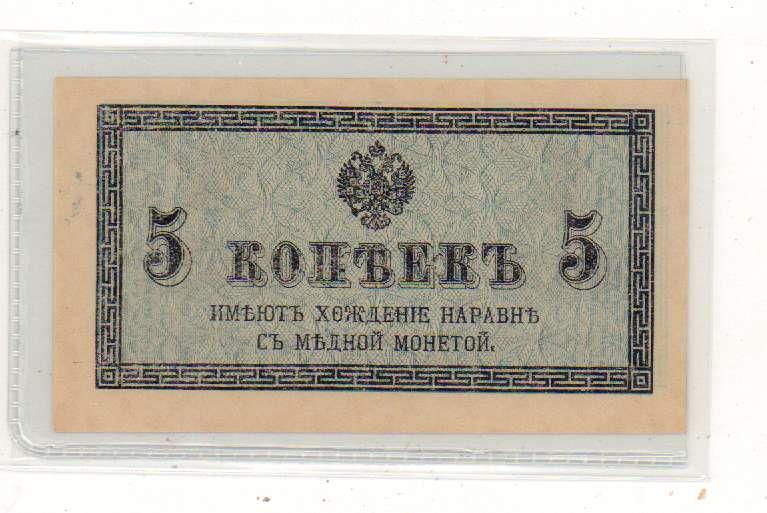 5 КОПѢЕКЪ 5
ИМѢЮТЪ ХОЖДЕНІЕ НАРАВНѢ
СЪ МѢДНОЙ МОНЕТОЙ.